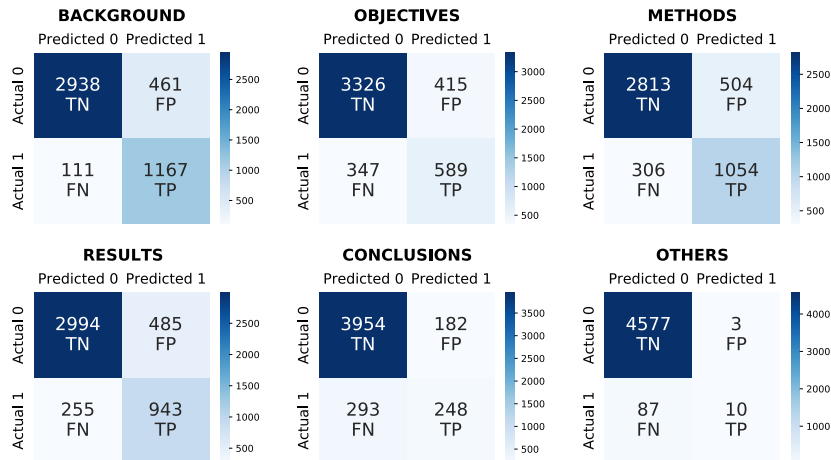 BACKGROUND
Predicted 0 Predicted 1
Actual 0
2938
TN
461
FP
Actual 1
111
FN
1167
TP
2500
2000
1500
1000
500
OBJECTIVES
Predicted 0 Predicted 1
Actual 0
3326
TN
415
FP
Actual 1
347
FN
589
TP
3000
2500
2000
1500
1000
500
METHODS
Predicted 0 Predicted 1
Actual 0
2813
TN
504
FP
Actual 1
306
FN
1054
TP
2500
2000
1500
1000
500
RESULTS
Predicted 0 Predicted 1
Actual 0
2994
TN
485
FP
Actual 1
255
FN
943
TP
2500
2000
1500
1000
500
CONCLUSIONS
Predicted 0 Predicted 1
Actual 0
3954
TN
182
FP
Actual 1
293
FN
248
TP
3500
3000
2500
2000
1500
1000
500
OTHERS
Predicted 0 Predicted 1
Actual 0
4577
TN
3
FP
Actual 1
87
FN
10
TP
4000
3000
2000
1000